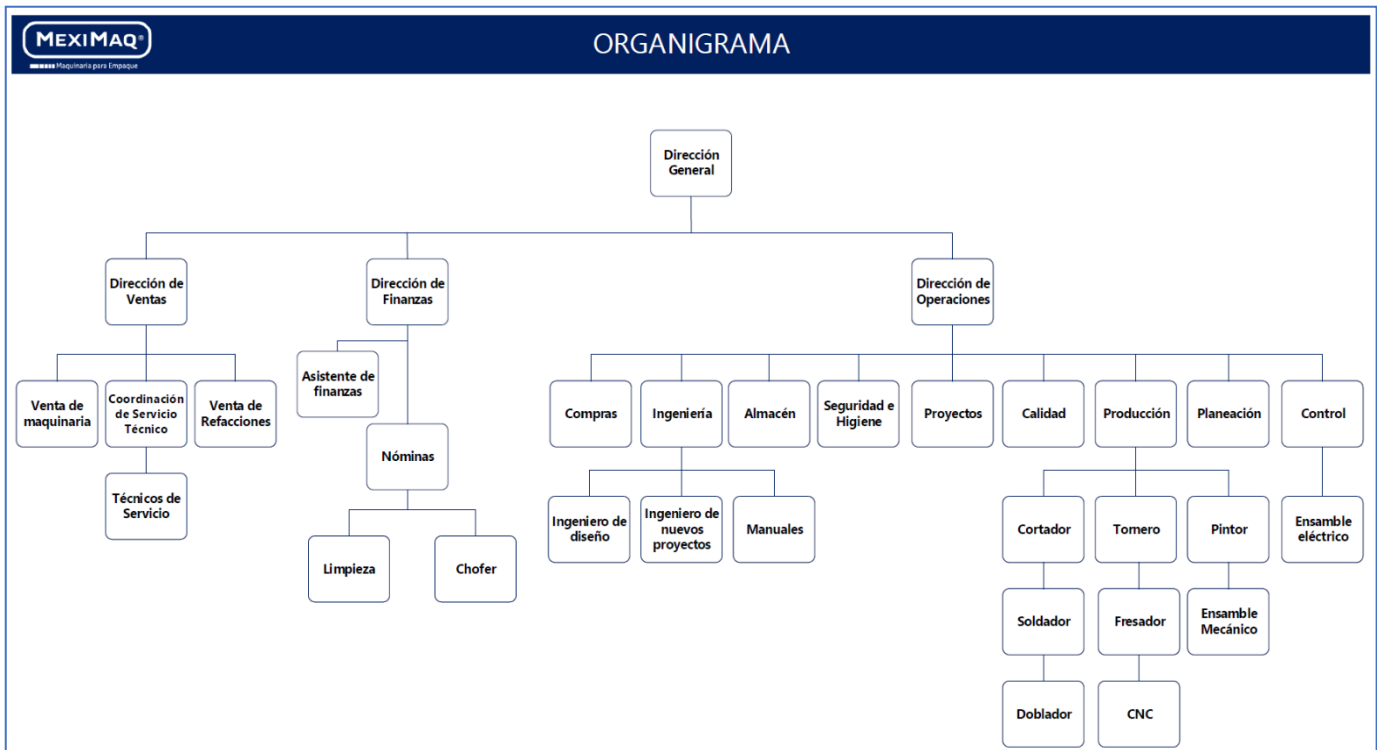 MEXIMAQ®
Maquinaria para Empaque
ORGANIGRAMA
Dirección
General
Dirección de
Ventas
Dirección de
Finanzas
Dirección de
Operaciones
Venta de
maquinaria
Coordinación
de Servicio
Técnico
Venta de
Refacciones
Técnicos de
Servicio
Asistente de
finanzas
Nóminas
Limpieza
Chofer
Compras
Ingeniería
Almacén
Seguridad e
Higiene
Proyectos
Calidad
Producción
Planeación
Control
Ingeniero de
diseño
Ingeniero de
nuevos
proyectos
Manuales
Cortador
Tornero
Pintor
Ensamble
eléctrico
Soldador
Fresador
Ensamble
Mecánico
Doblador
CNC